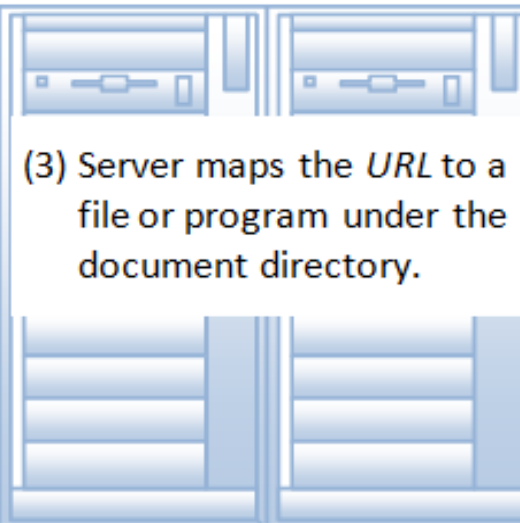 (3) Server maps the URL to a
file or program under the
document directory.